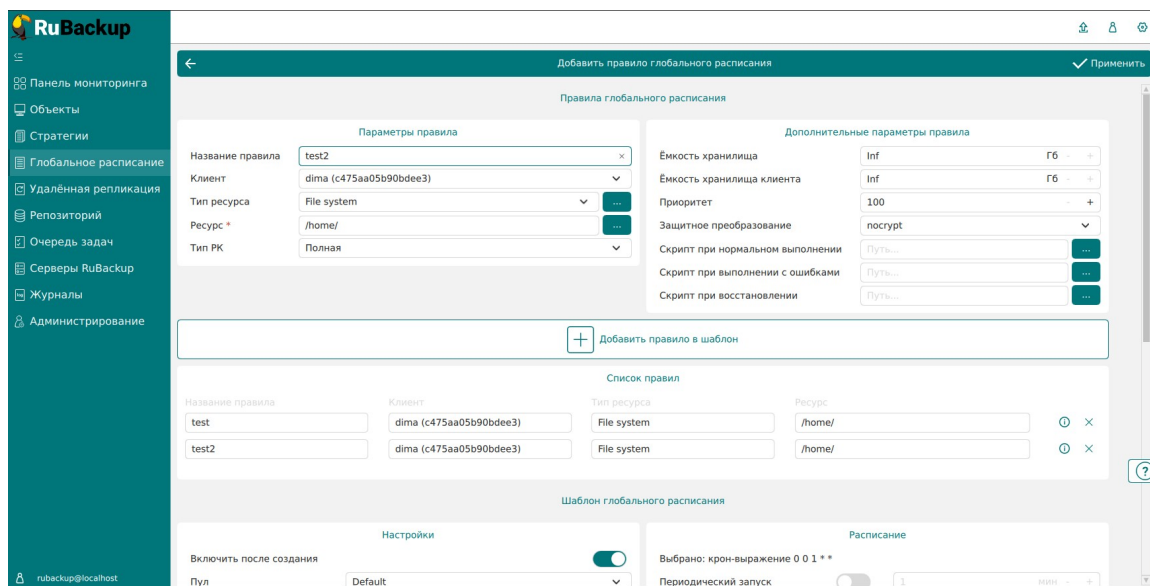 RuBackup
Панель мониторинга
Объекты
Стратегии
Глобальное расписание
Удалённая репликация
Репозиторий
Очередь задач
Серверы RuBackup
Журналы
Администрирование
rubackup@localhost
Добавить правило глобального расписания
Применить
Правила глобального расписания
Параметры правила
Название правила test2 ×
Клиент dima (c475aa05b90bdee3)
Тип ресурса File system ...
Ресурс * /home/ ...
Тип РК Полная
Дополнительные параметры правила
Ёмкость хранилища Inf Гб - +
Ёмкость хранилища клиента Inf Гб - +
Приоритет 100 - +
Защитное преобразование nocrypt
Скрипт при нормальном выполнении Путь... ...
Скрипт при выполнении с ошибками Путь... ...
Скрипт при восстановлении Путь... ...
Добавить правило в шаблон
Список правил
Название правила Клиент Тип ресурса Ресурс
test dima (c475aa05b90bdee3) File system /home/
test2 dima (c475aa05b90bdee3) File system /home/
?
Шаблон глобального расписания
Настройки
Включить после создания
Пул Default
Расписание
Выбрано: крон-выражение 0 0 1 * *
Периодический запуск 1 мин - +